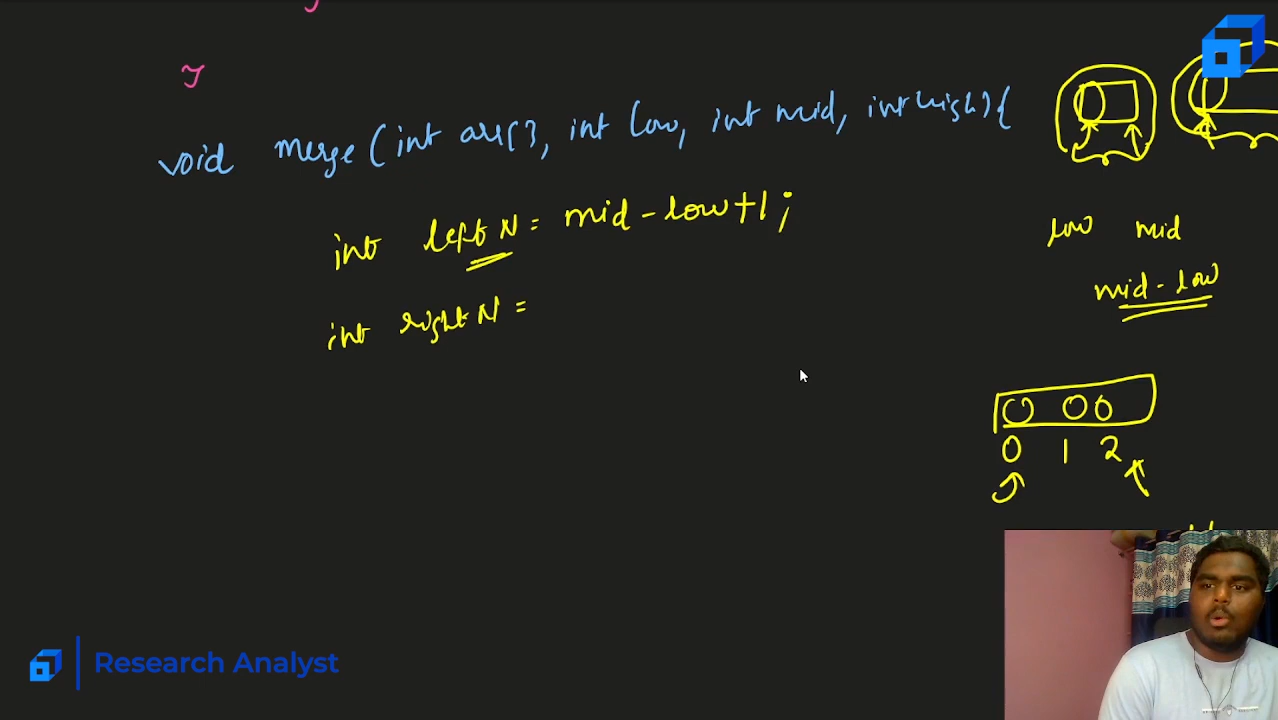 }
void merge (int arr[], int low, int mid, int high) {
int leftN = mid - low + 1;
int rightN =
low mid
mid - low
0 1 2
Research Analyst